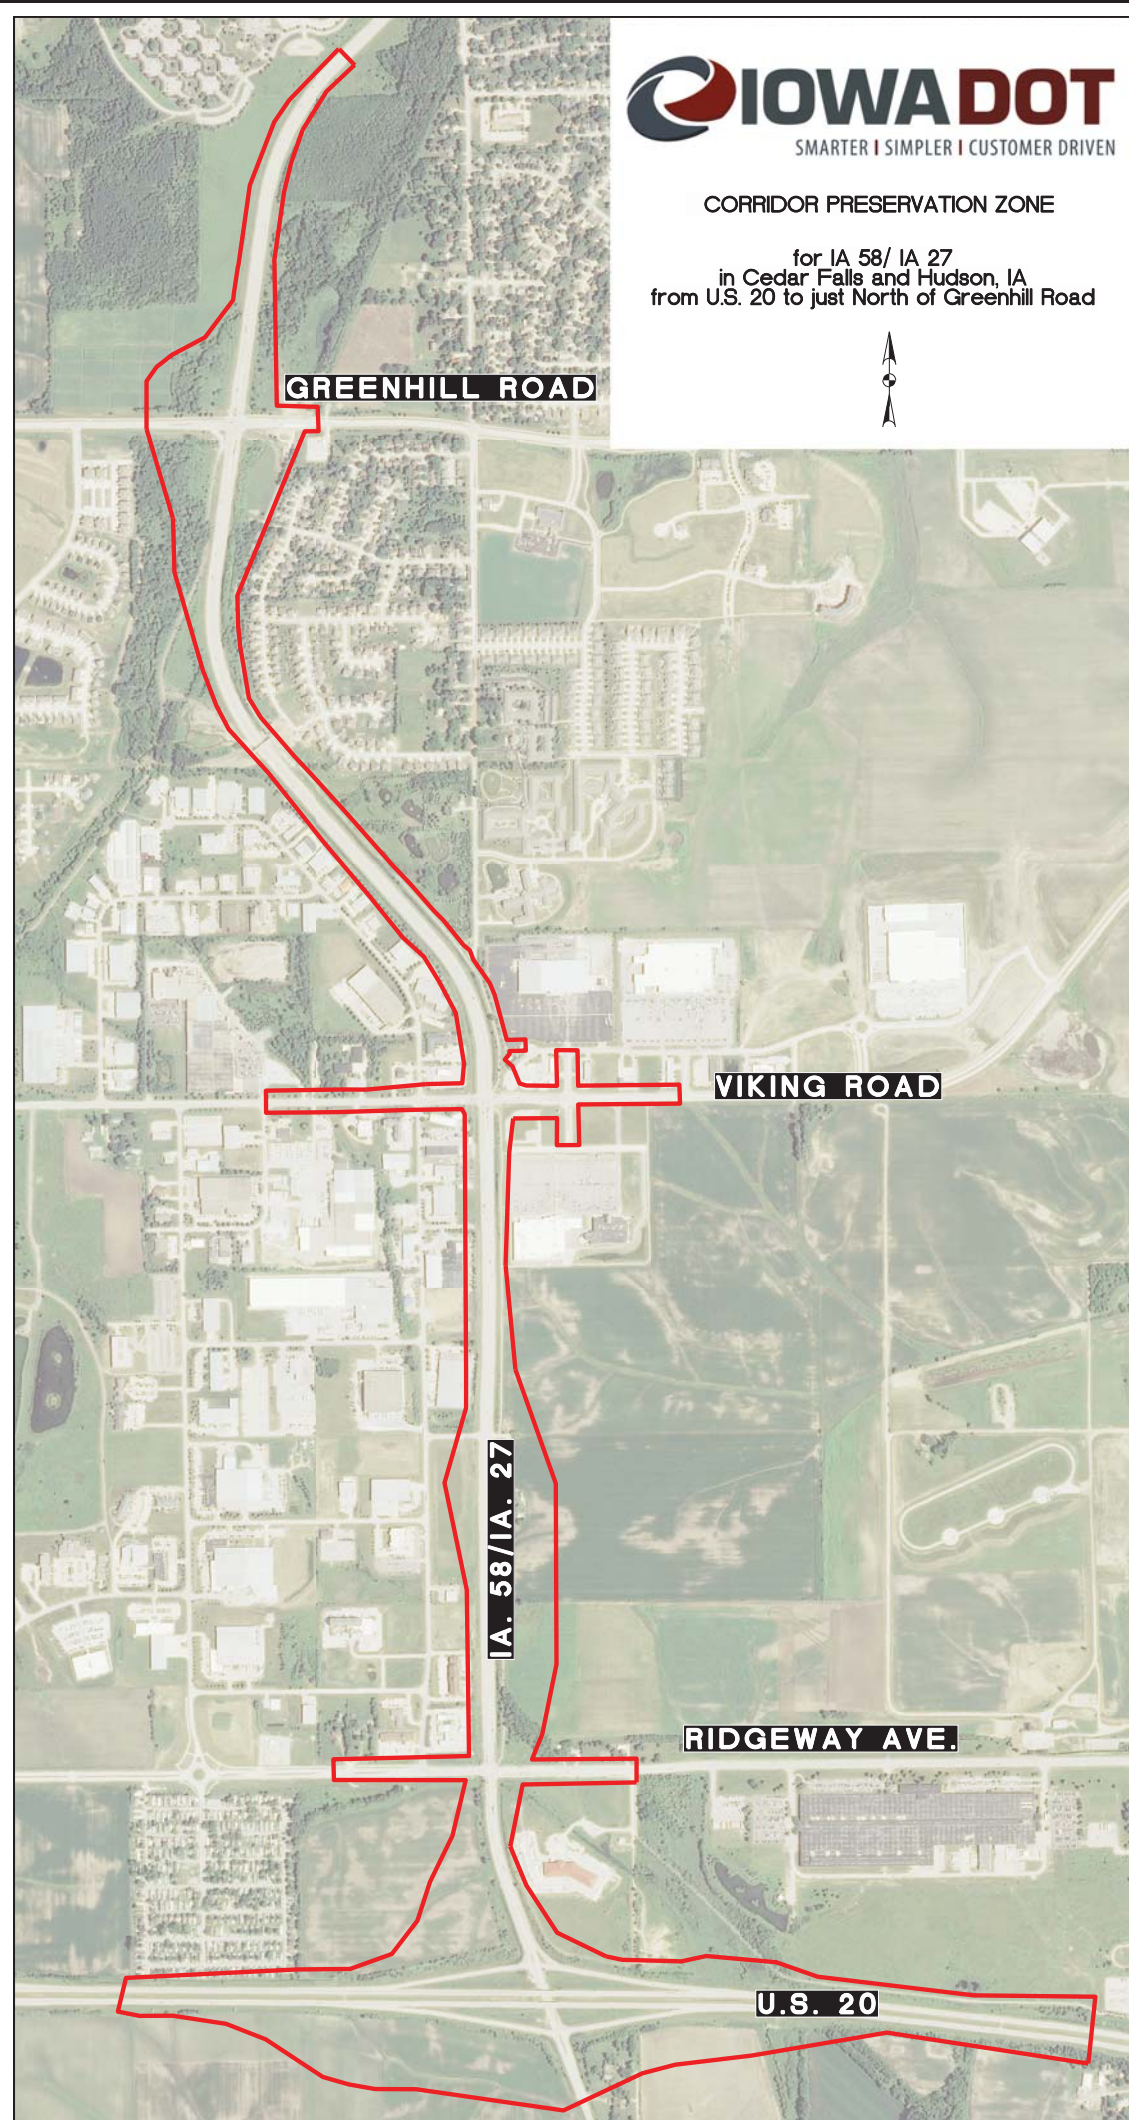 IOWADOT
SMARTER | SIMPLER | CUSTOMER DRIVEN
CORRIDOR PRESERVATION ZONE
for IA 58/ IA 27
in Cedar Falls and Hudson, IA
from U.S. 20 to just North of Greenhill Road
GREENHILL ROAD
VIKING ROAD
IA. 58/IA. 27
RIDGEWAY AVE.
U.S. 20